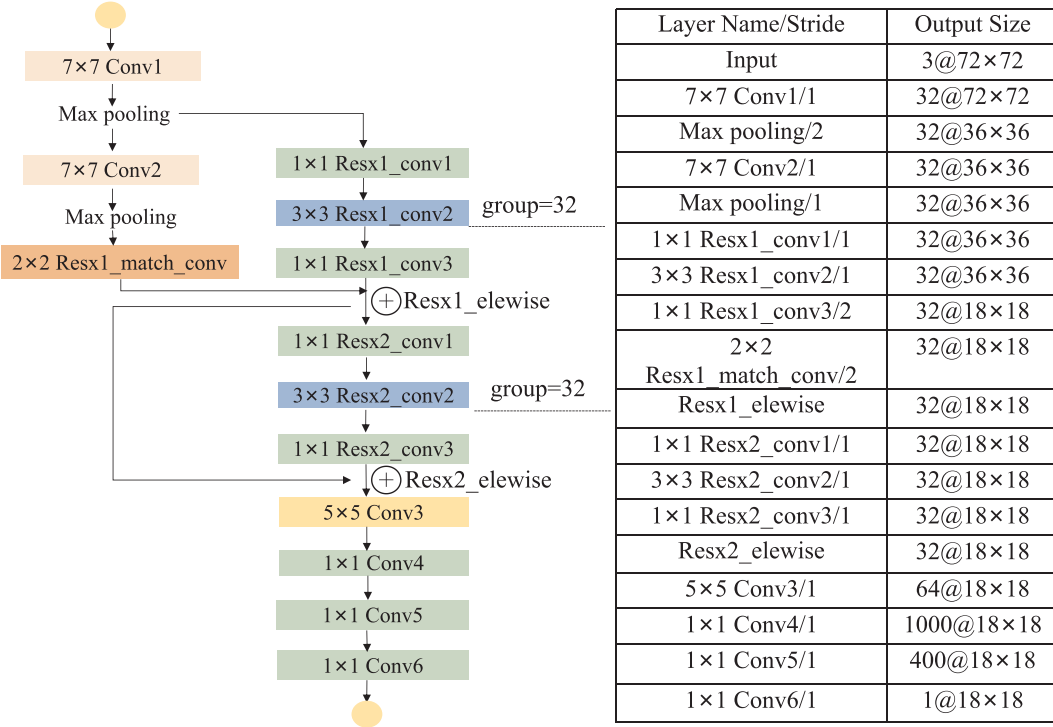 7×7 Conv1
Max pooling
7×7 Conv2
Max pooling
2×2 Resx1_match_conv
1×1 Resx1_conv1
3×3 Resx1_conv2
group=32
1×1 Resx1_conv3
+
Resx1_elewise
1×1 Resx2_conv1
3×3 Resx2_conv2
group=32
1×1 Resx2_conv3
+
Resx2_elewise
5×5 Conv3
1×1 Conv4
1×1 Conv5
1×1 Conv6
Layer Name/Stride Output Size
Input 3@72×72
7×7 Conv1/1 32@72×72
Max pooling/2 32@36×36
7×7 Conv2/1 32@36×36
Max pooling/1 32@36×36
1×1 Resx1_conv1/1 32@36×36
3×3 Resx1_conv2/1 32@36×36
1×1 Resx1_conv3/2 32@18×18
2×2 32@18×18
Resx1_match_conv/2
Resx1_elewise 32@18×18
1×1 Resx2_conv1/1 32@18×18
3×3 Resx2_conv2/1 32@18×18
1×1 Resx2_conv3/1 32@18×18
Resx2_elewise 32@18×18
5×5 Conv3/1 64@18×18
1×1 Conv4/1 1000@18×18
1×1 Conv5/1 400@18×18
1×1 Conv6/1 1@18×18